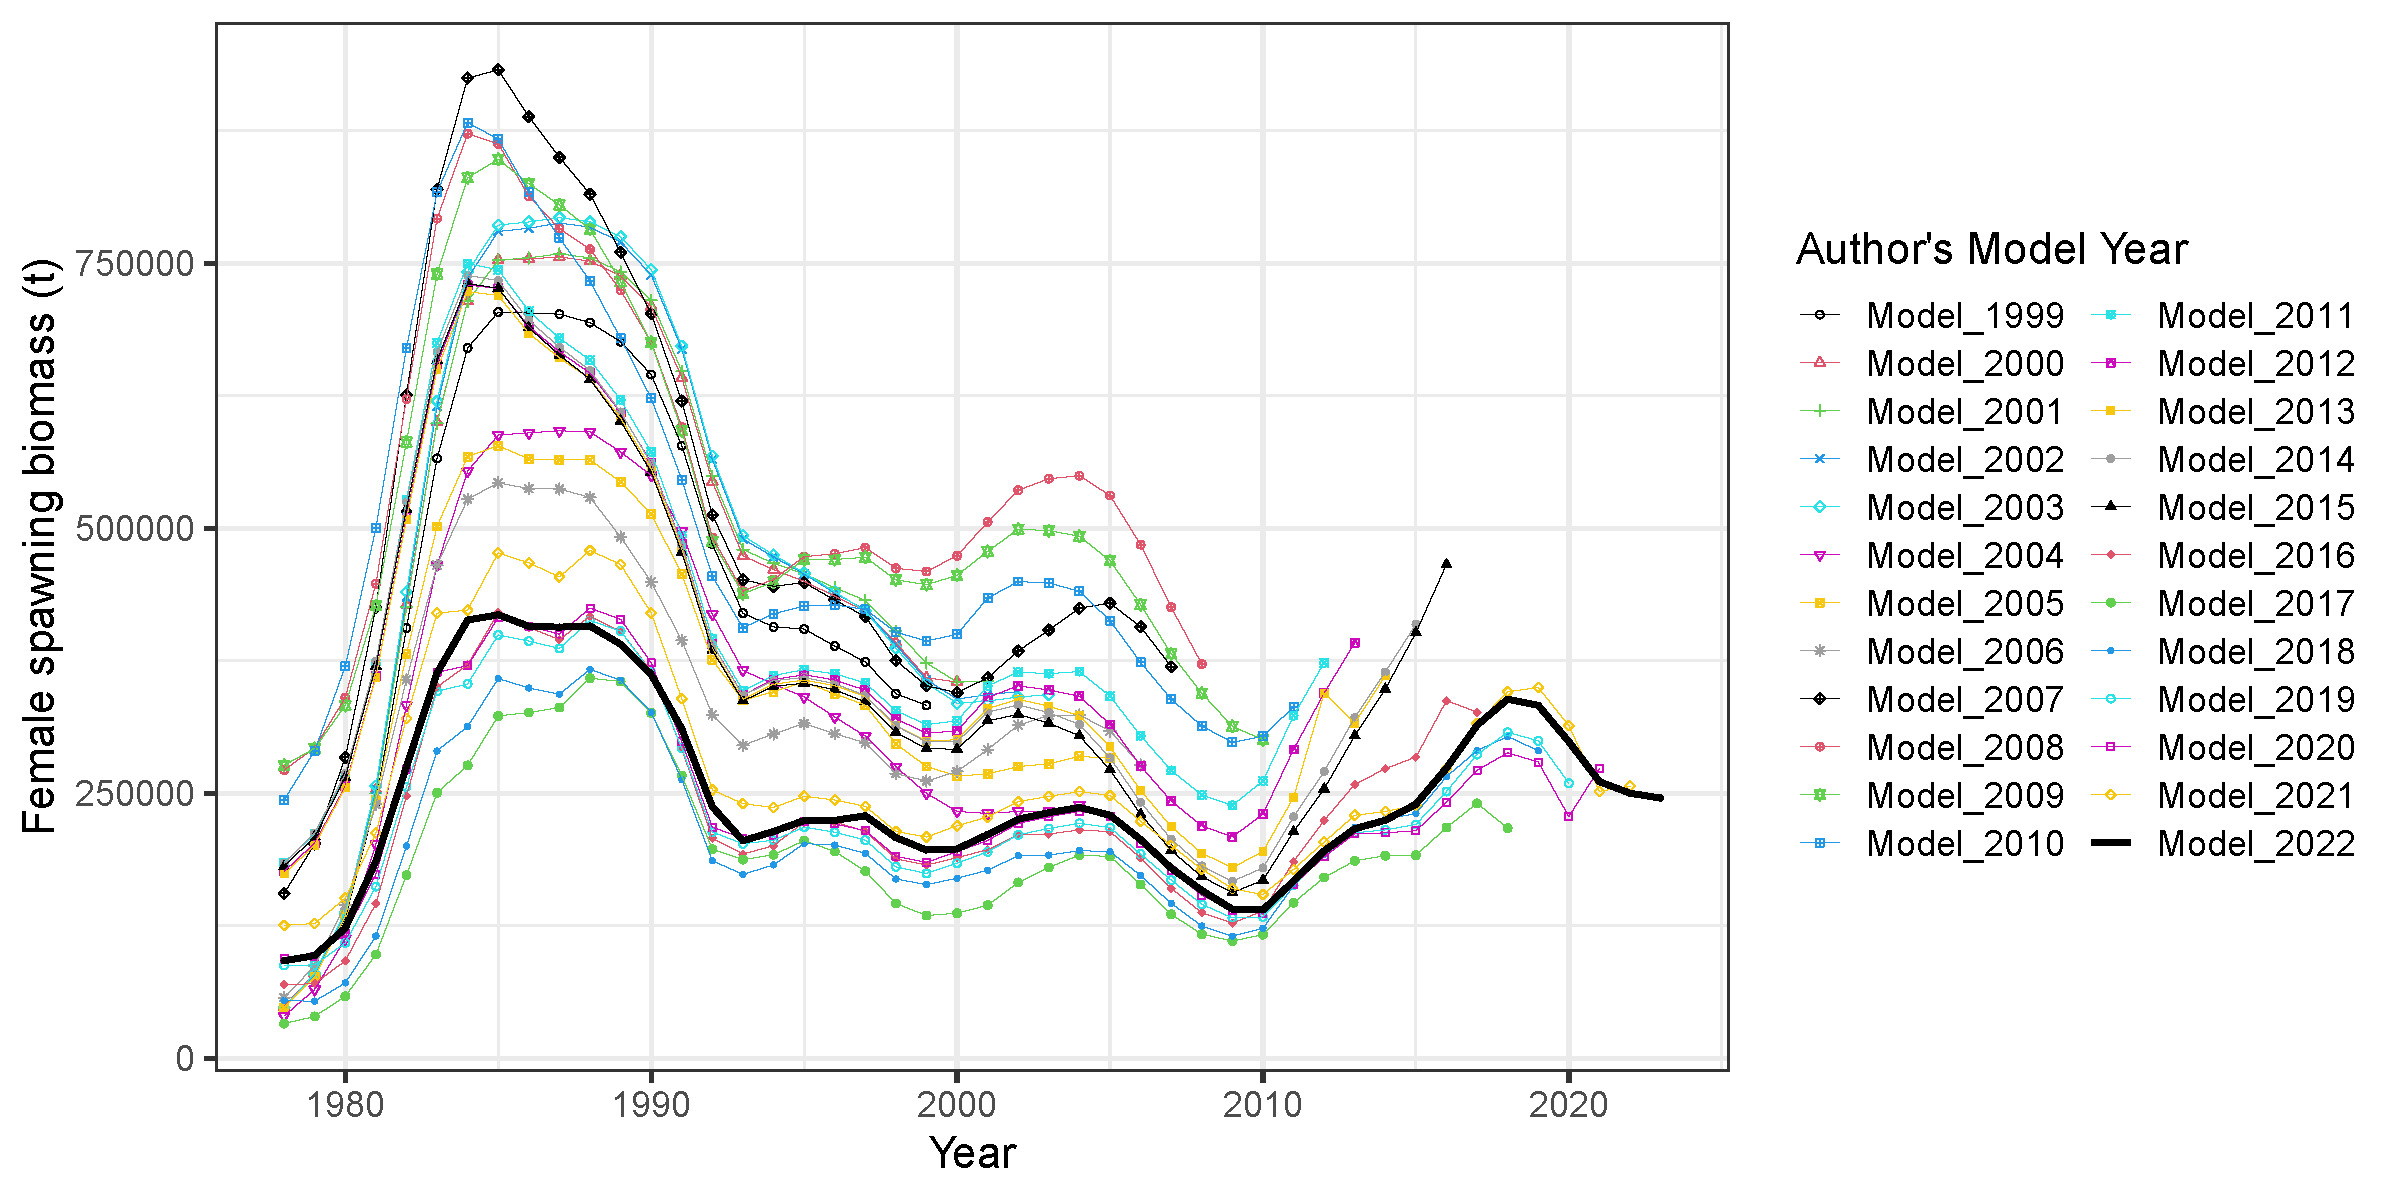 Female spawning biomass (t)
750000
500000
250000
0
1980 1990 2000 2010 2020
Year
Author's Model Year
Model_1999 Model_2011
Model_2000 Model_2012
Model_2001 Model_2013
Model_2002 Model_2014
Model_2003 Model_2015
Model_2004 Model_2016
Model_2005 Model_2017
Model_2006 Model_2018
Model_2007 Model_2019
Model_2008 Model_2020
Model_2009 Model_2021
Model_2010 Model_2022